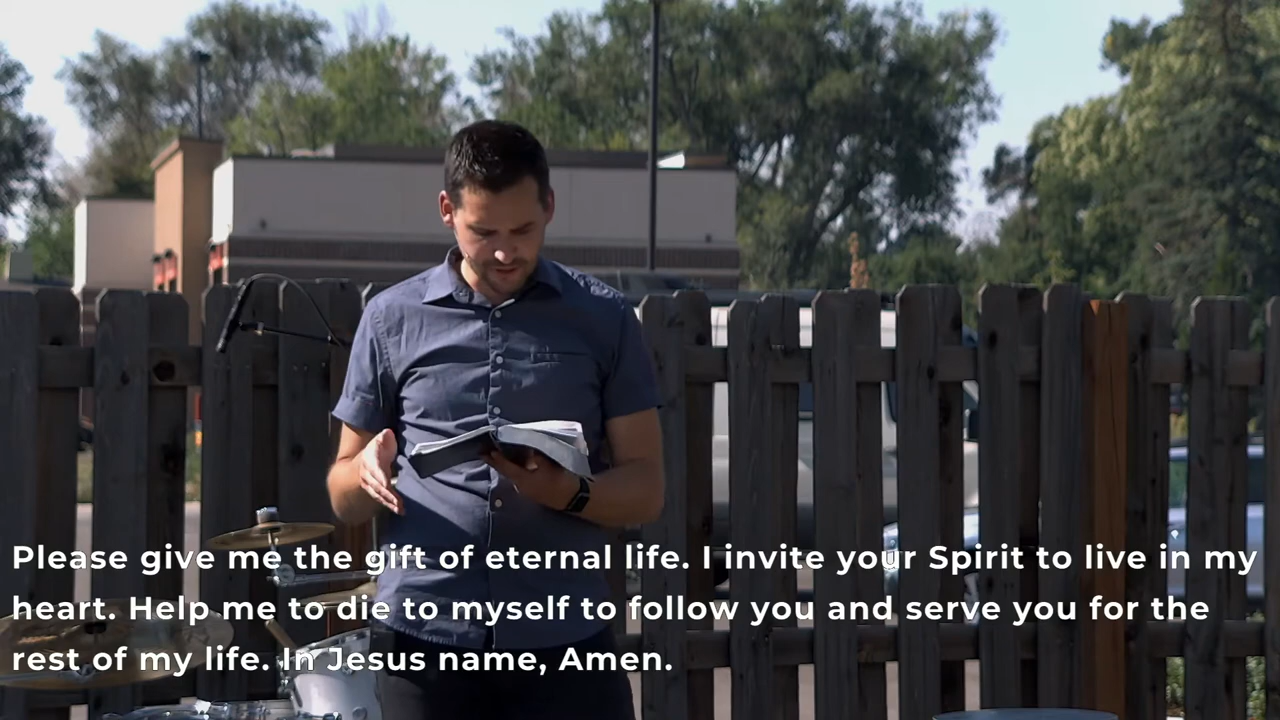 Please give me the gift of eternal life. I invite your Spirit to live in my
heart. Help me to die to myself to follow you and serve you for the
rest of my life. In Jesus name, Amen.